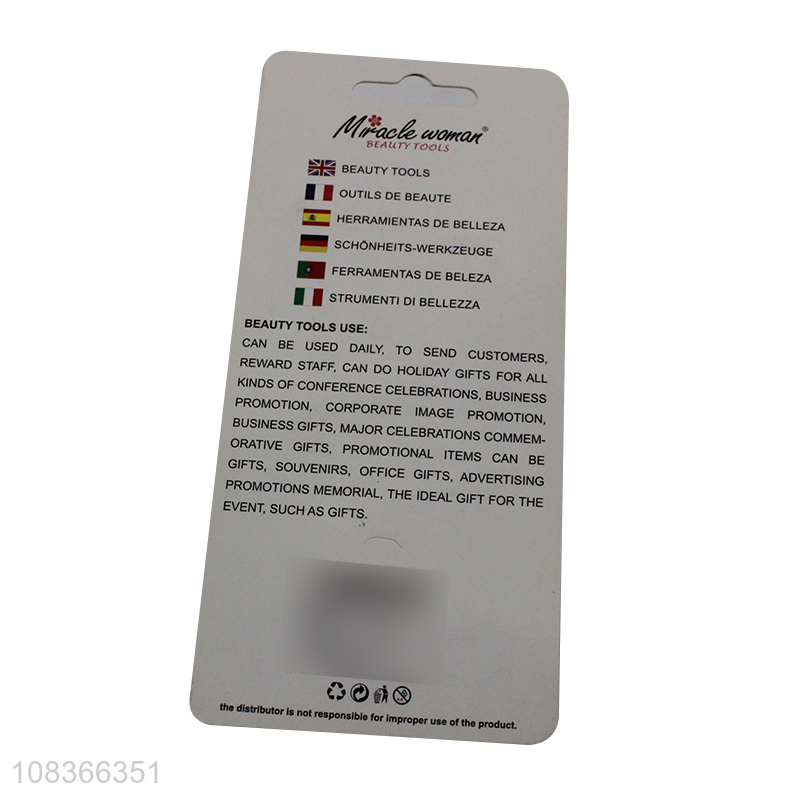 Miracle woman®
BEAUTY TOOLS
BEAUTY TOOLS
OUTILS DE BEAUTE
HERRAMIENTAS DE BELLEZA
SCHÖNHEITS-WERKZEUGE
FERRAMENTAS DE BELEZA
STRUMENTI DI BELLEZZA
BEAUTY TOOLS USE:
CAN BE USED DAILY, TO SEND CUSTOMERS,
REWARD STAFF, CAN DO HOLIDAY GIFTS FOR ALL
KINDS OF CONFERENCE CELEBRATIONS, BUSINESS
PROMOTION, CORPORATE IMAGE PROMOTION,
BUSINESS GIFTS, MAJOR CELEBRATIONS COMMEM-
ORATIVE GIFTS, PROMOTIONAL ITEMS CAN BE
GIFTS, SOUVENIRS, OFFICE GIFTS, ADVERTISING
PROMOTIONS MEMORIAL, THE IDEAL GIFT FOR THE
EVENT, SUCH AS GIFTS.
the distributor is not responsible for improper use of the product.
108366351